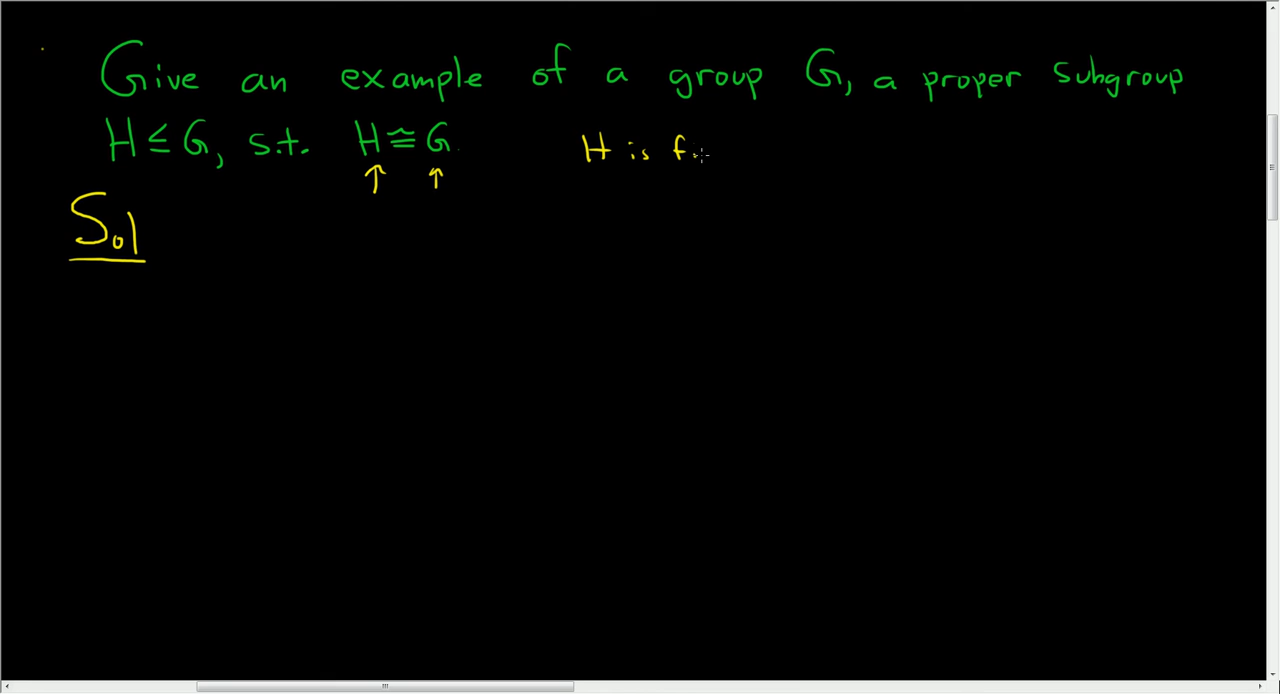 Give an example of a group G, a proper subgroup
H ≤ G, s.t. H ≅ G.
H is f
Sol